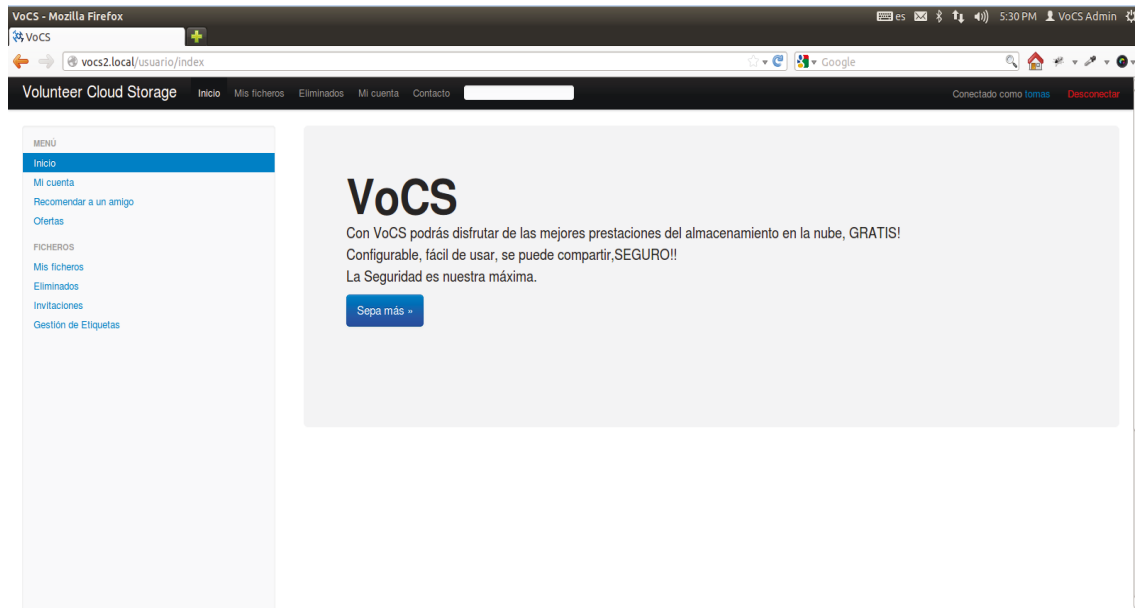 VoCS - Mozilla Firefox
es 5:30 PM VoCS Admin
VoCS
vocs2.local/usuario/index
Google
Volunteer Cloud Storage Inicio Mis ficheros Eliminados Mi cuenta Contacto Conectado como tomas Desconectar
MENÚ
Inicio
Mi cuenta
Recomendar a un amigo
Ofertas
FICHEROS
Mis ficheros
Eliminados
Invitaciones
Gestión de Etiquetas
VoCS
Con VoCS podrás disfrutar de las mejores prestaciones del almacenamiento en la nube, GRATIS!
Configurable, fácil de usar, se puede compartir,SEGURO!!
La Seguridad es nuestra máxima.
Sepa más »